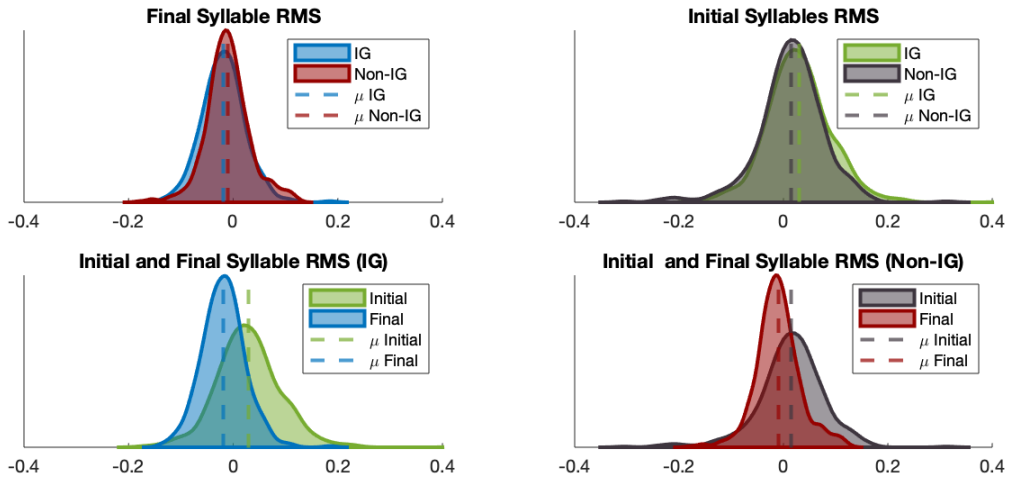 Final Syllable RMS
IG
Non-IG
μ IG
μ Non-IG
-0.4 -0.2 0 0.2 0.4
Initial Syllables RMS
IG
Non-IG
μ IG
μ Non-IG
-0.4 -0.2 0 0.2 0.4
Initial and Final Syllable RMS (IG)
Initial
Final
μ Initial
μ Final
-0.4 -0.2 0 0.2 0.4
Initial and Final Syllable RMS (Non-IG)
Initial
Final
μ Initial
μ Final
-0.4 -0.2 0 0.2 0.4